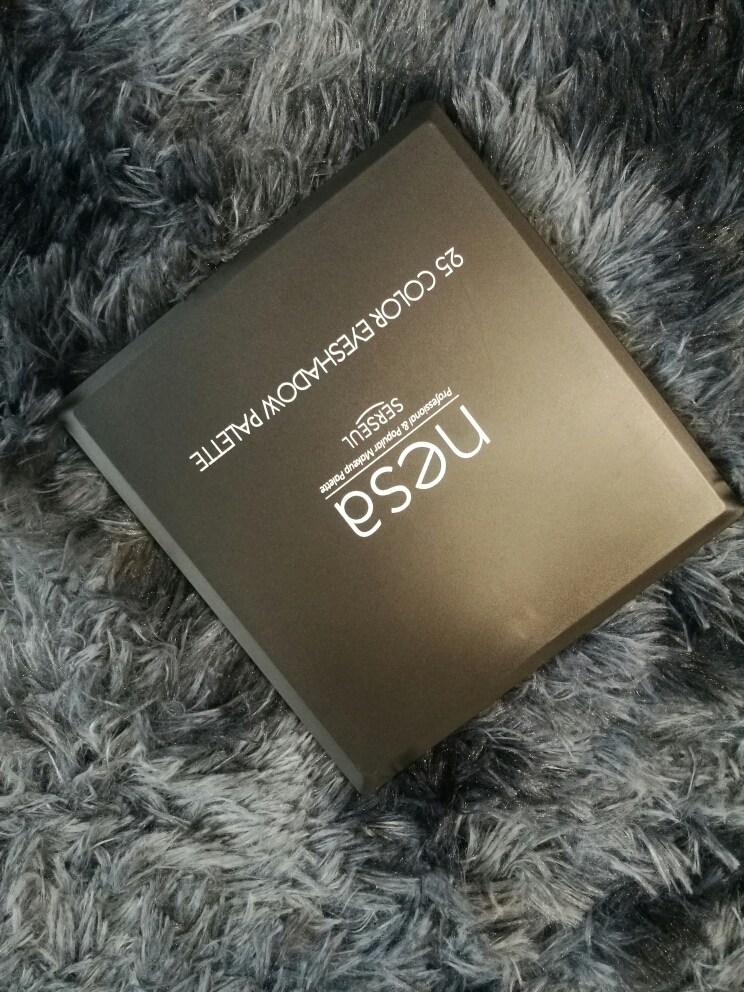 nesa
Professional & Popular Makeup Palette
SERSEUL
25 COLOR EYESHADOW PALETTE